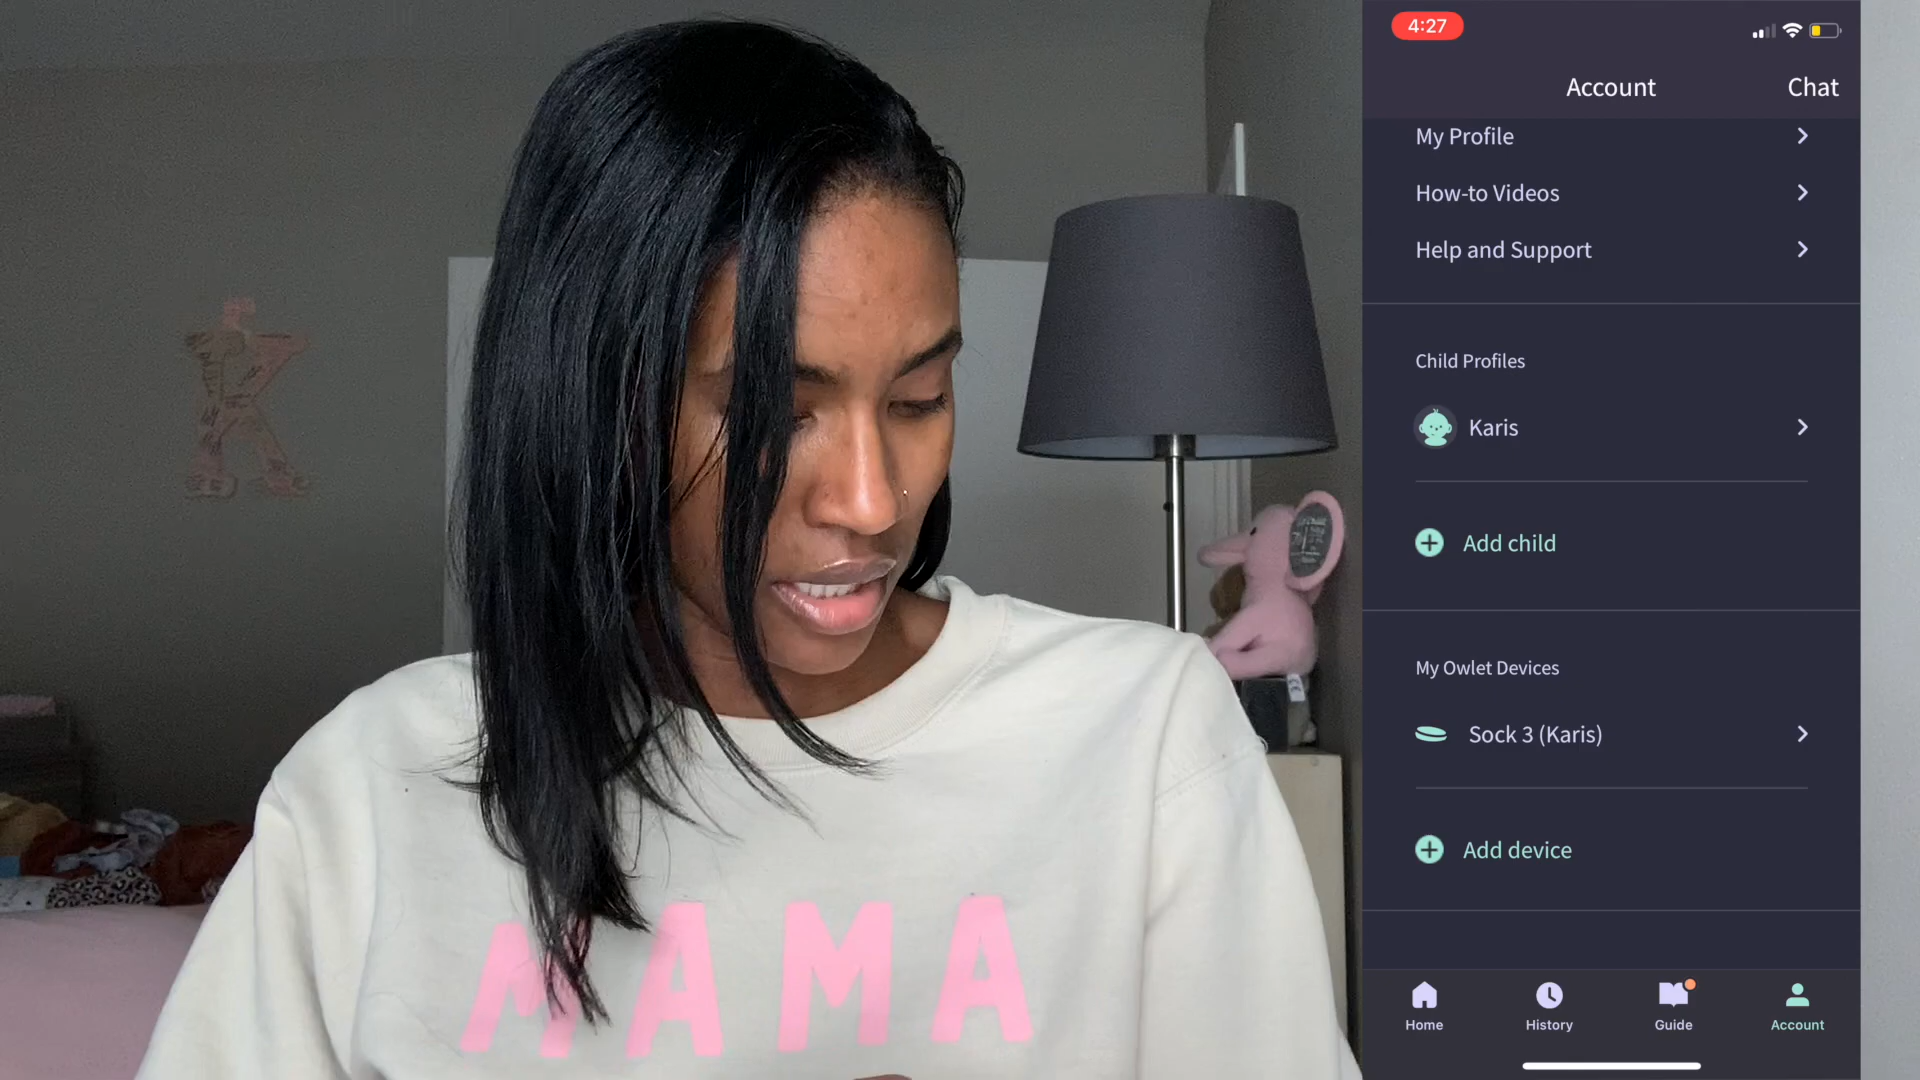 K
MAMA
4:27
Account
Chat
My Profile
How-to Videos
Help and Support
Child Profiles
Karis
Add child
My Owlet Devices
Sock 3 (Karis)
Add device
Home
History
Guide
Account